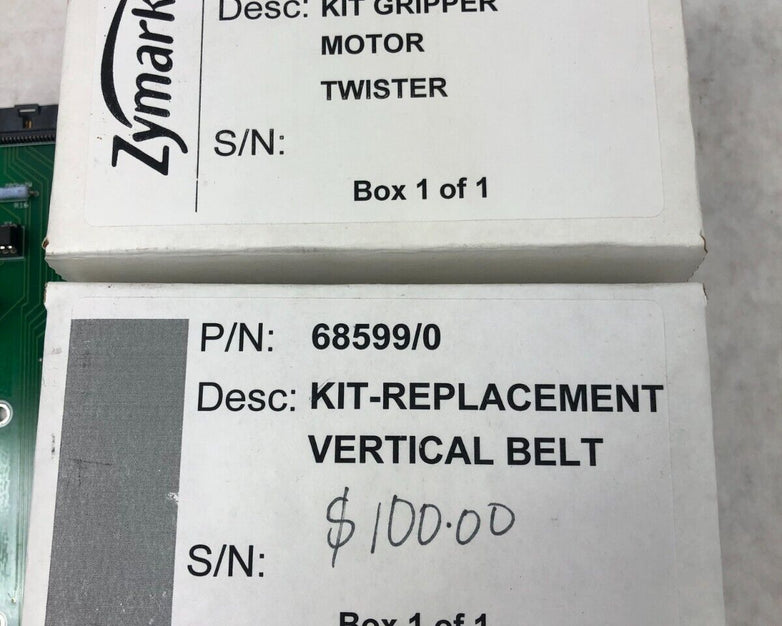 Zymark
Desc: KIT GRIPPER
MOTOR
TWISTER
S/N:
Box 1 of 1
P/N: 68599/0
Desc: KIT-REPLACEMENT
VERTICAL BELT
$100.00
S/N:
Box 1 of 1